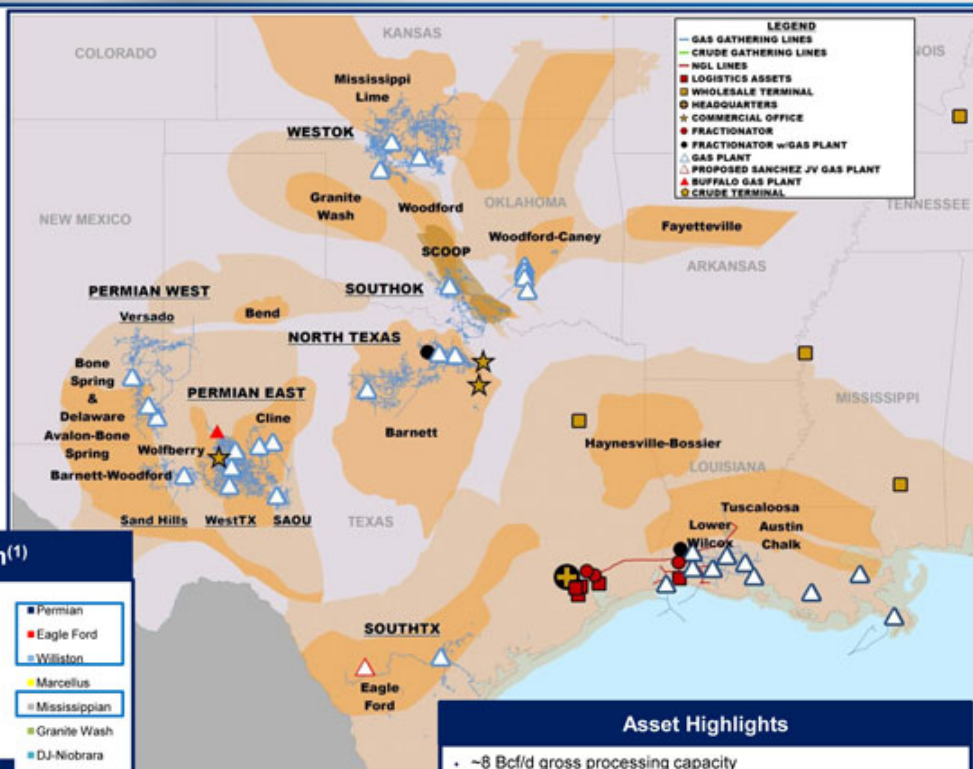 COLORADO
KANSAS
NOIS
LEGEND
GAS GATHERING LINES
CRUDE GATHERING LINES
NGL LINES
LOGISTICS ASSETS
WHOLESALE TERMINAL
HEADQUARTERS
COMMERCIAL OFFICE
FRACTIONATOR
FRACTIONATOR w/GAS PLANT
GAS PLANT
PROPOSED SANCHEZ JV GAS PLANT
BUFFALO GAS PLANT
CRUDE TERMINAL
Mississippi
Lime
WESTOK
Granite
Wash
Woodford
OKLAHOMA
NEW MEXICO
TENNESSEE
Fayetteville
Woodford-Caney
SCOOP
ARKANSAS
SOUTHOK
PERMIAN WEST
Versado
Bend
NORTH TEXAS
Bone
Spring
&
Delaware
Avalon-Bone
Spring
Barnett-Woodford
PERMIAN EAST
Cline
Wolfberry
Barnett
MISSISSIPPI
Haynesville-Bossier
LOUISIANA
Sand Hills
WestTX
SAOU
TEXAS
Tuscaloosa
Lower
Wilcox
Austin
Chalk
SOUTHTX
Eagle
Ford
n(1)
Permian
Eagle Ford
Williston
Marcellus
Mississippian
Granite Wash
DJ-Niobrara
Asset Highlights
• ~8 Bcf/d gross processing capacity